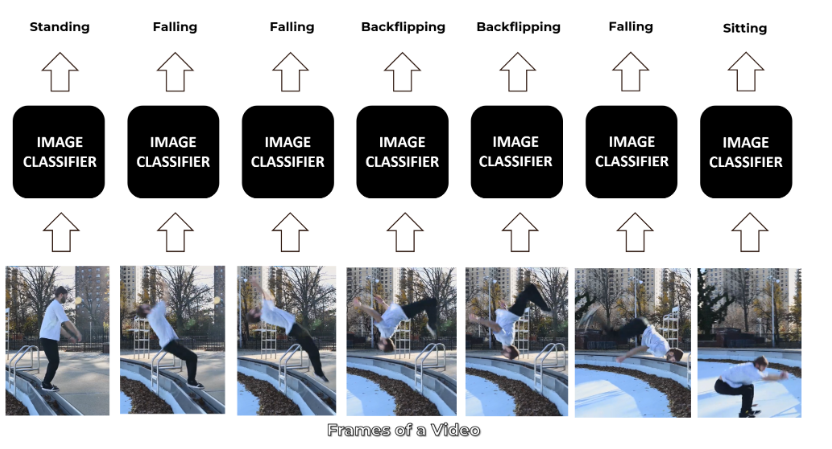 Standing
Falling
Falling
Backflipping
Backflipping
Falling
Sitting
IMAGE
CLASSIFIER
IMAGE
CLASSIFIER
IMAGE
CLASSIFIER
IMAGE
CLASSIFIER
IMAGE
CLASSIFIER
IMAGE
CLASSIFIER
IMAGE
CLASSIFIER
Frames of a Video